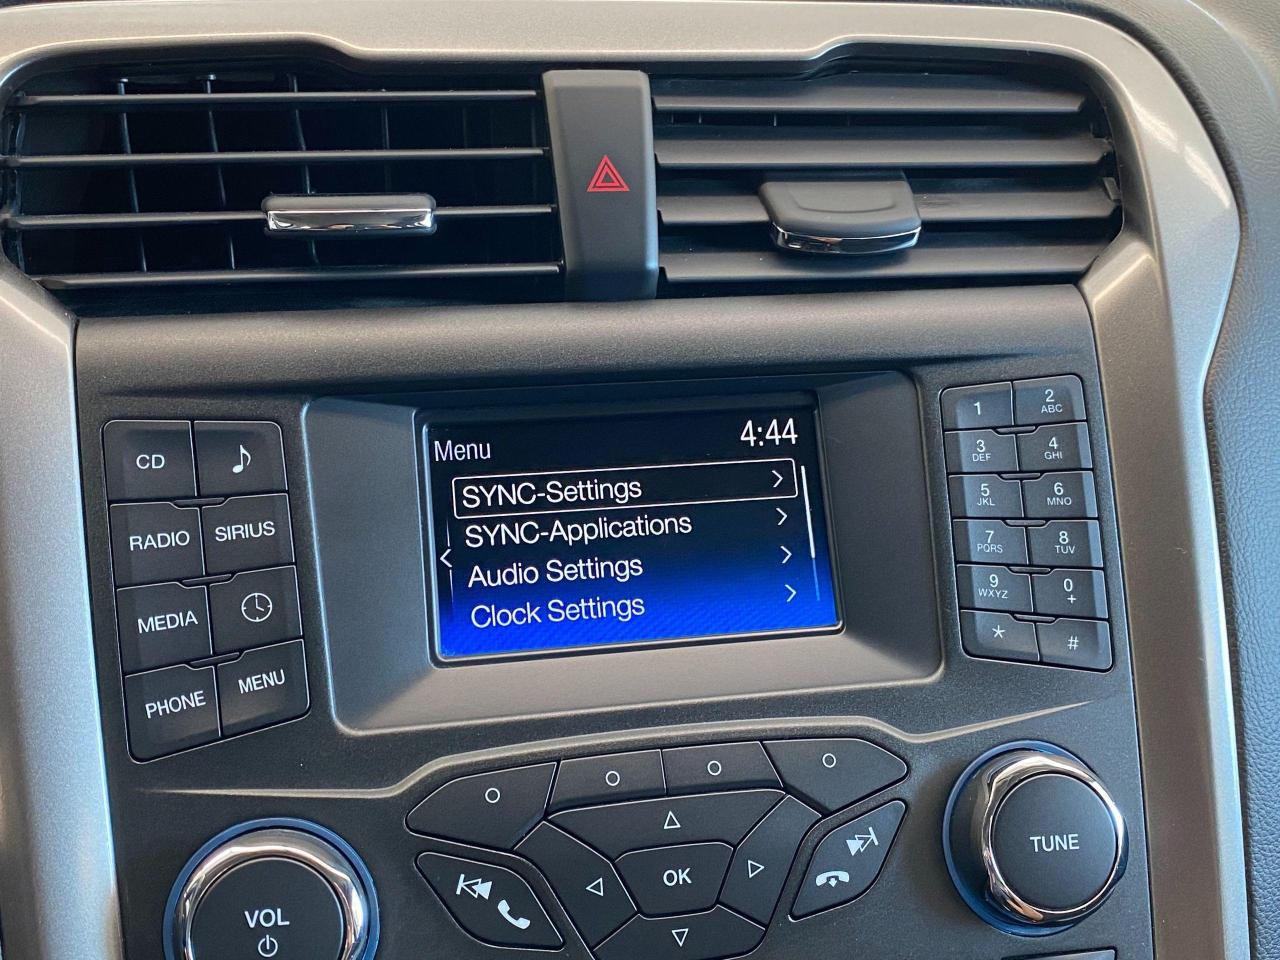 Menu
4:44
SYNC-Settings
SYNC-Applications
Audio Settings
Clock Settings
CD
RADIO
SIRIUS
MEDIA
PHONE
MENU
1
2
ABC
3
DEF
4
GHI
5
JKL
6
MNO
7
PQRS
8
TUV
9
WXYZ
0
+
*
#
OK
VOL
TUNE